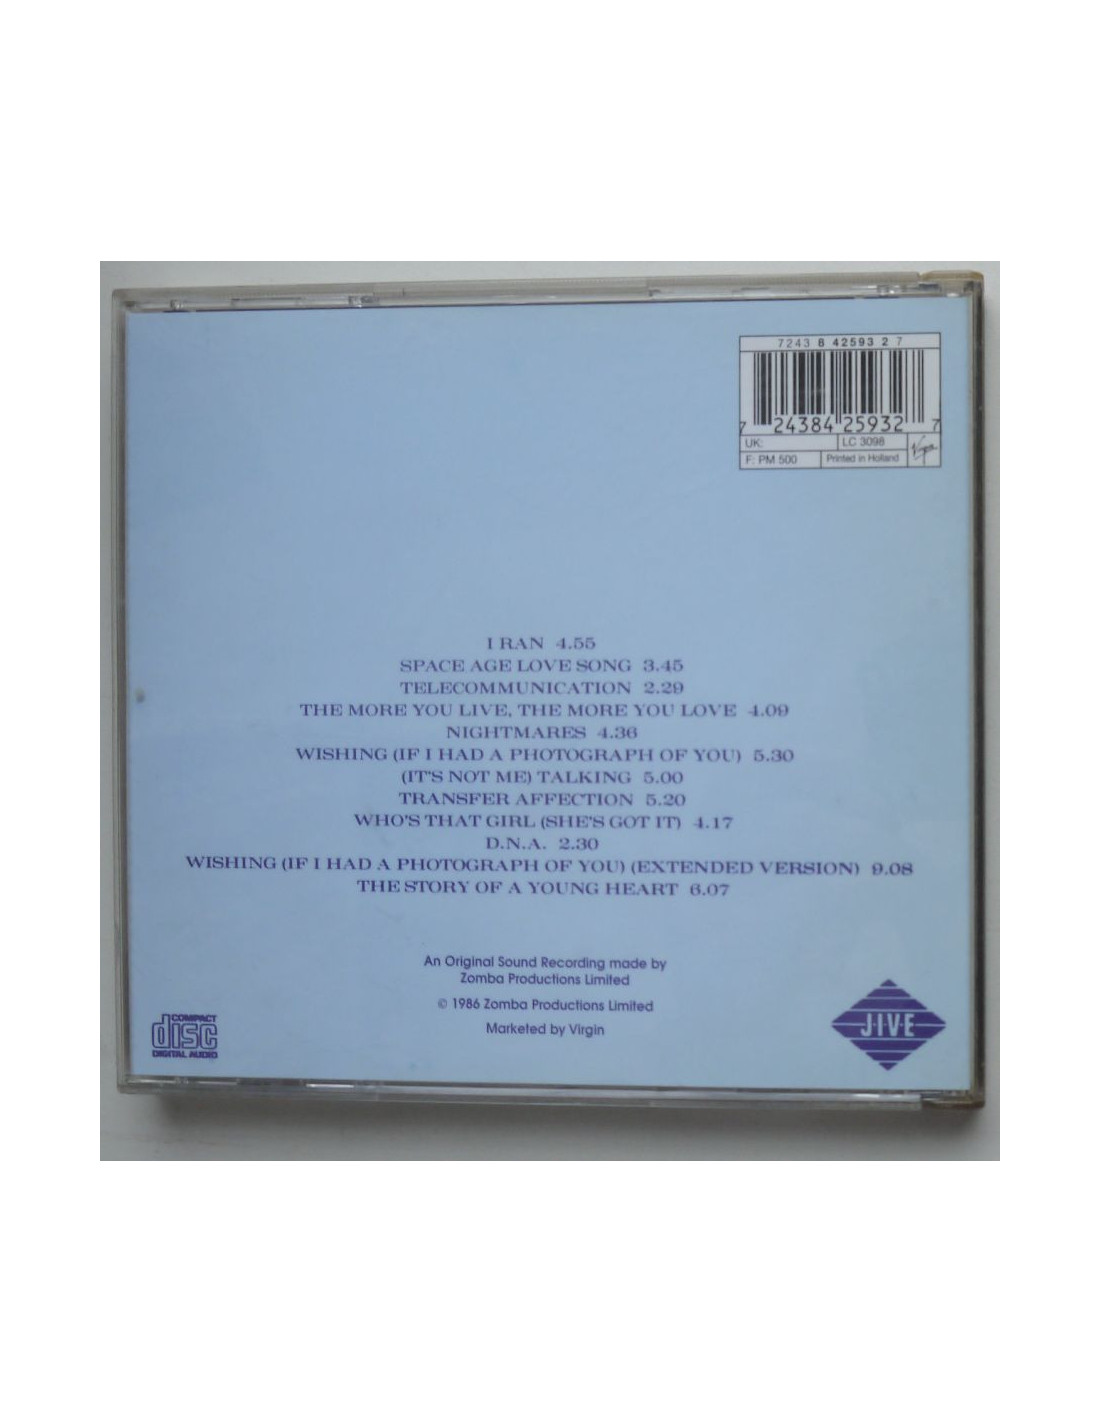 7243 8 42593 2 7
7 24384 25932 7
UK:
LC 3098
F: PM 500
Printed in Holland
Virgin
I RAN 4.55
SPACE AGE LOVE SONG 3.45
TELECOMMUNICATION 2.29
THE MORE YOU LIVE, THE MORE YOU LOVE 4.09
NIGHTMARES 4.36
WISHING (IF I HAD A PHOTOGRAPH OF YOU) 5.30
(IT'S NOT ME) TALKING 5.00
TRANSFER AFFECTION 5.20
WHO'S THAT GIRL (SHE'S GOT IT) 4.17
D.N.A. 2.30
WISHING (IF I HAD A PHOTOGRAPH OF YOU) (EXTENDED VERSION) 9.08
THE STORY OF A YOUNG HEART 6.07
An Original Sound Recording made by
Zomba Productions Limited
© 1986 Zomba Productions Limited
Marketed by Virgin
COMPACT
disc
DIGITAL AUDIO
J·I·V·E